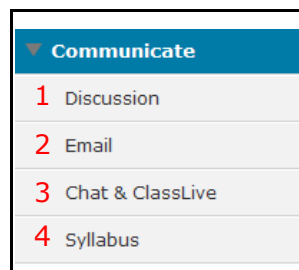 Communicate
1 Discussion
2 Email
3 Chat & ClassLive
4 Syllabus